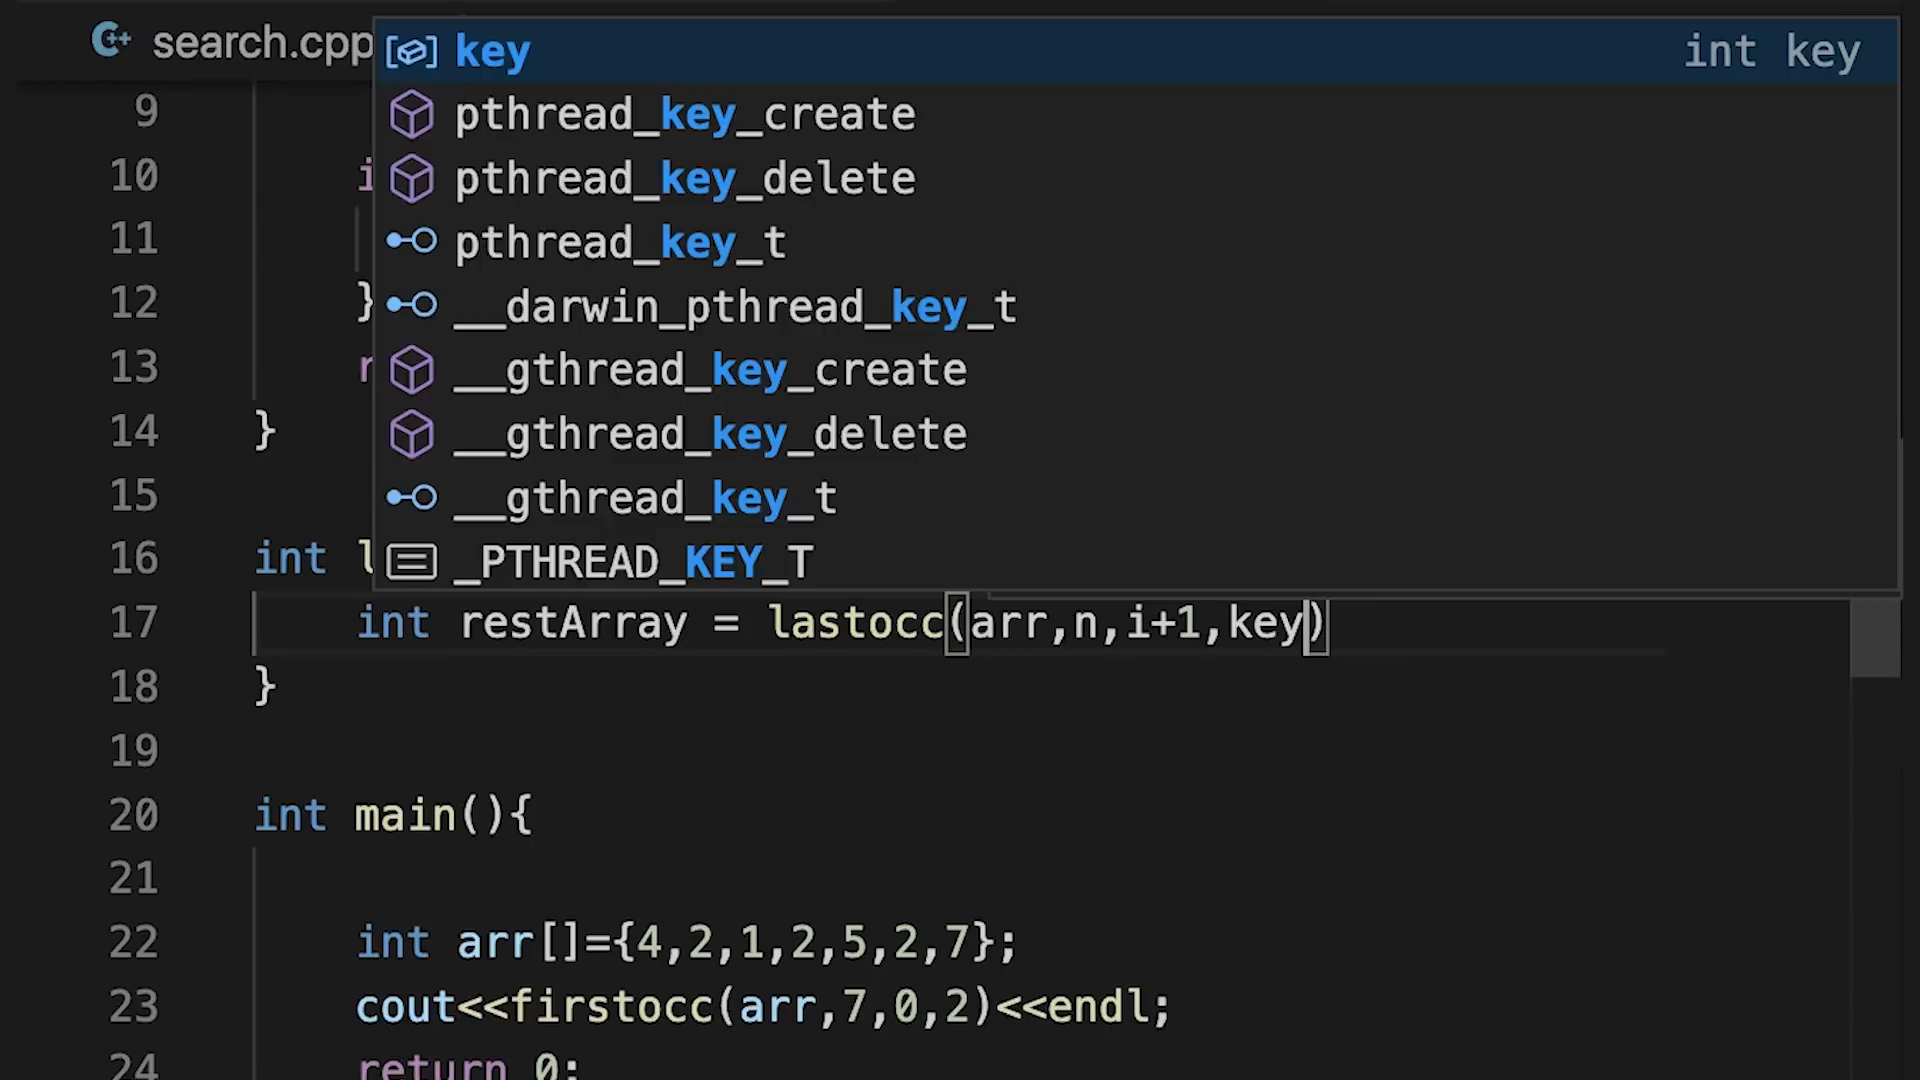 search.cpp
key int key
pthread_key_create
pthread_key_delete
pthread_key_t
__darwin_pthread_key_t
__gthread_key_create
__gthread_key_delete
__gthread_key_t
_PTHREAD_KEY_T
9
10 i
11
12 }
13 r
14 }
15
16 int l
17 int restArray = lastocc(arr,n,i+1,key)
18 }
19
20 int main(){
21
22 int arr[]={4,2,1,2,5,2,7};
23 cout<<firstocc(arr,7,0,2)<<endl;
24 return 0;